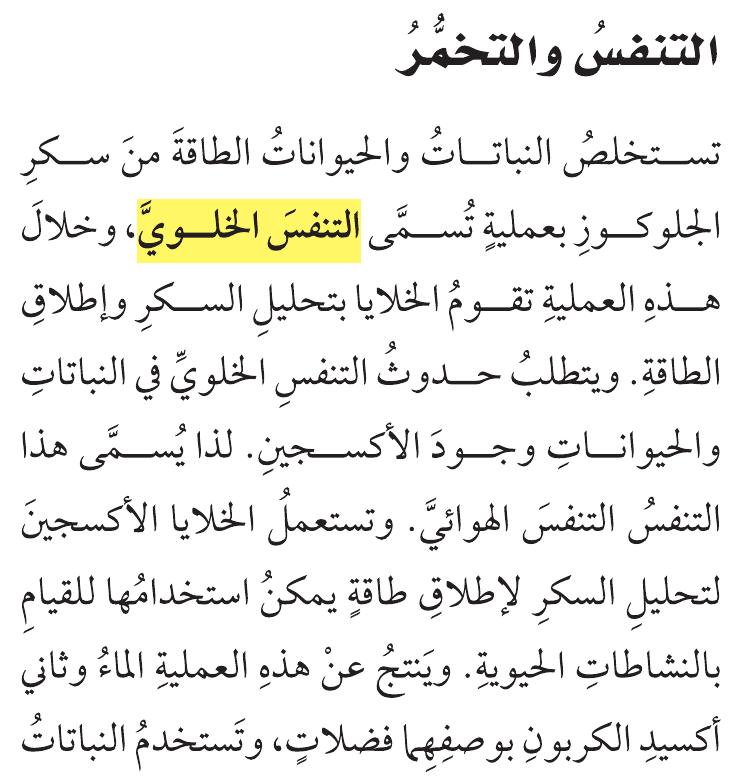 التنفسُ والتخمُّرُ
تستخلصُ النباتاتُ والحيواناتُ الطاقةَ منَ سكرِ
الجلوكوزِ بعمليةٍ تُسمَّى التنفسَ الخلويَّ، وخلالَ
هذهِ العمليةِ تقومُ الخلايا بتحليلِ السكرِ وإطلاقِ
الطاقةِ. ويتطلبُ حدوثُ التنفسِ الخلويِّ في النباتاتِ
والحيواناتِ وجودَ الأكسجينِ. لذا يُسمَّى هذا
التنفسُ التنفسَ الهوائيَّ. وتستعملُ الخلايا الأكسجينَ
لتحليلِ السكرِ لإطلاقِ طاقةٍ يمكنُ استخدامُها للقيامِ
بالنشاطاتِ الحيويةِ. ويَنتجُ عنْ هذهِ العمليةِ الماءُ وثاني
أكسيدِ الكربونِ بوصفِهِما فضلاتٍ، وتَستخدمُ النباتاتُ